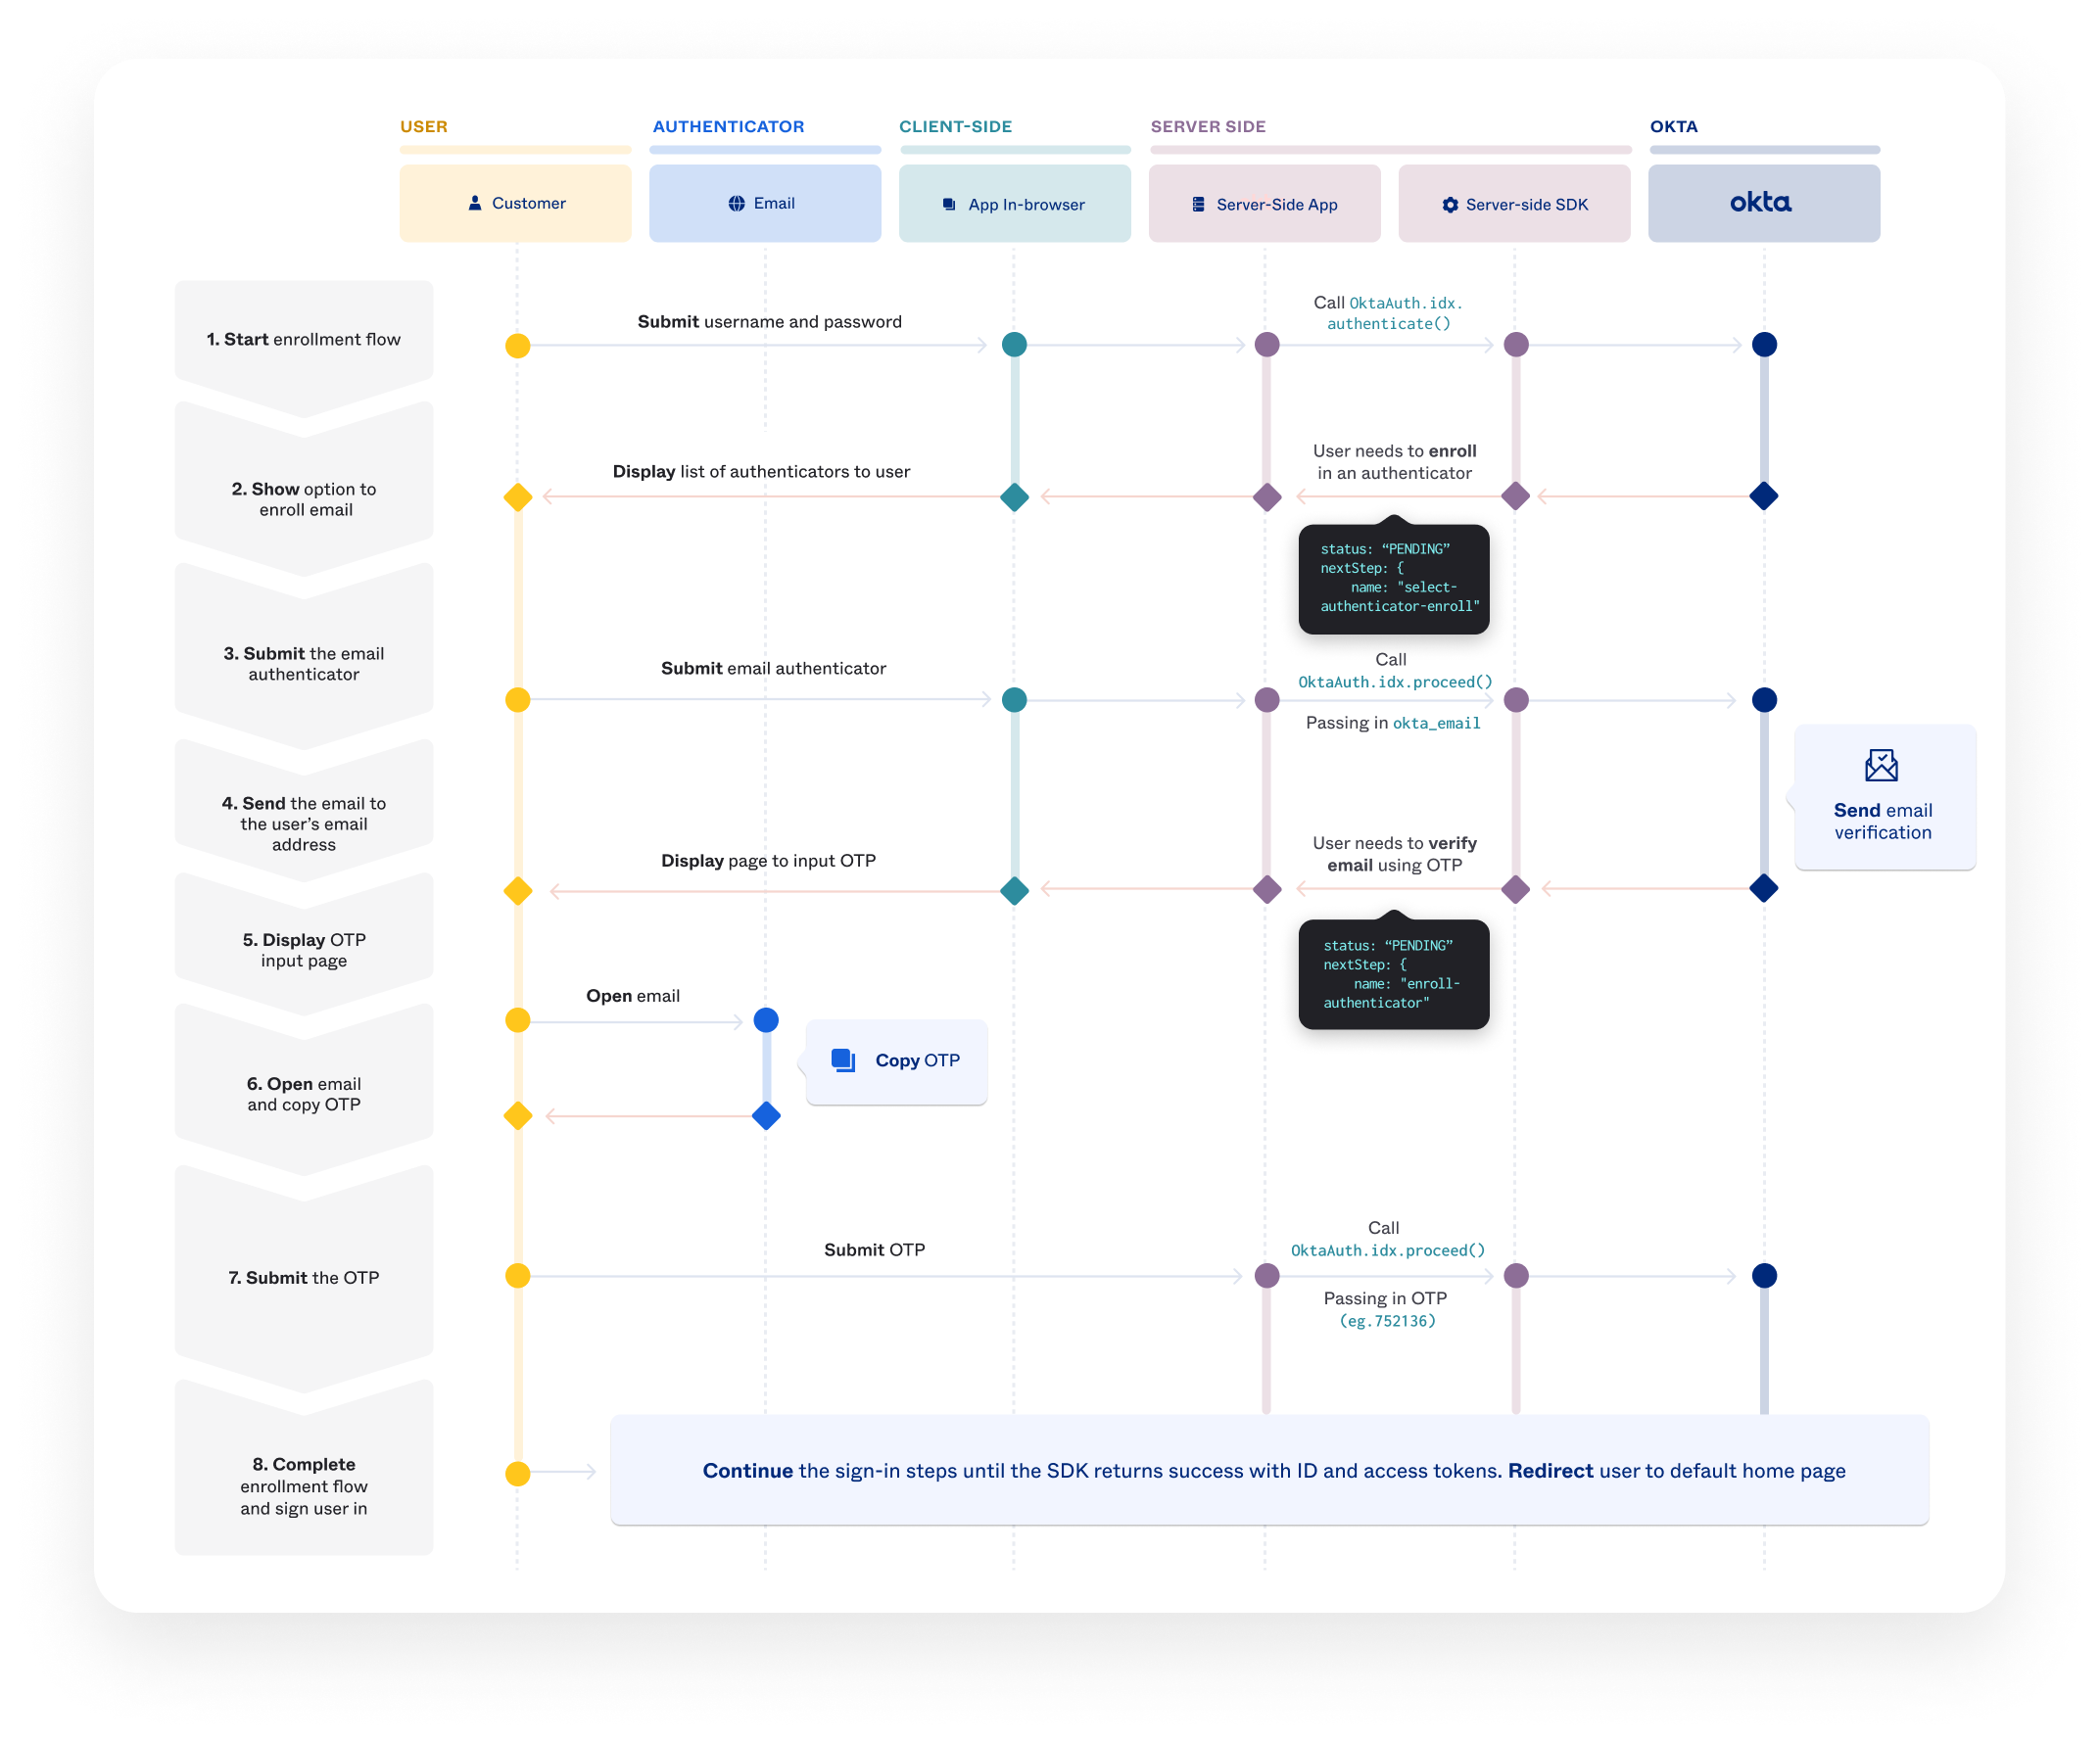 USER
AUTHENTICATOR
CLIENT-SIDE
SERVER SIDE
OKTA
Customer
Email
App In-browser
Server-Side App
Server-side SDK
okta
1. Start enrollment flow
Submit username and password
Call OktaAuth.idx.
authenticate()
2. Show option to
enroll email
Display list of authenticators to user
User needs to enroll
in an authenticator
status: “PENDING”
nextStep: {
name: "select-
authenticator-enroll"
3. Submit the email
authenticator
Submit email authenticator
Call
OktaAuth.idx.proceed()
Passing in okta_email
4. Send the email to
the user’s email
address
Send email
verification
Display page to input OTP
User needs to verify
email using OTP
status: “PENDING”
nextStep: {
name: "enroll-
authenticator"
5. Display OTP
input page
Open email
6. Open email
and copy OTP
Copy OTP
7. Submit the OTP
Submit OTP
Call
OktaAuth.idx.proceed()
Passing in OTP
(eg.752136)
8. Complete
enrollment flow
and sign user in
Continue the sign-in steps until the SDK returns success with ID and access tokens. Redirect user to default home page